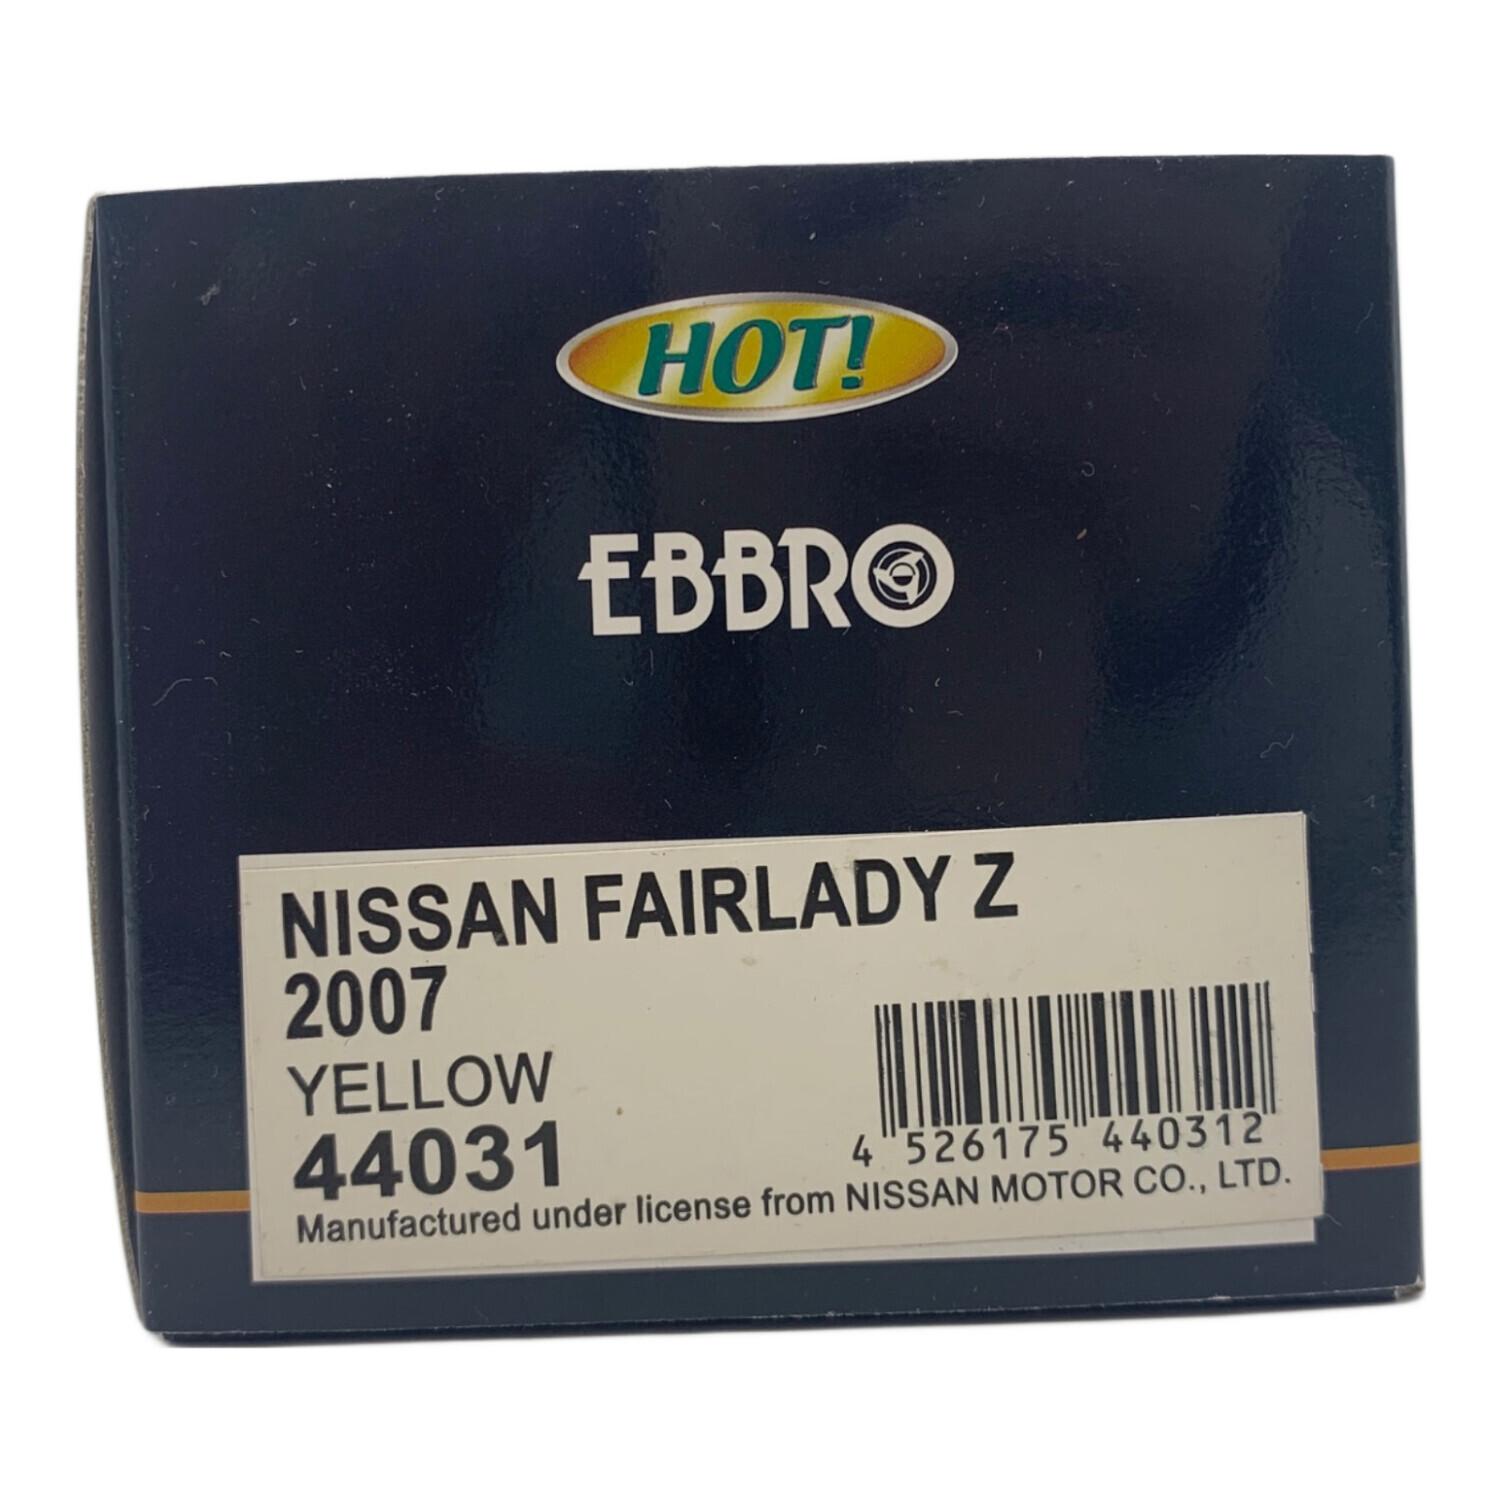 HOT!
EBBRO
NISSAN FAIRLADY Z
2007
YELLOW
44031
4 526175 440312
Manufactured under license from NISSAN MOTOR CO., LTD.